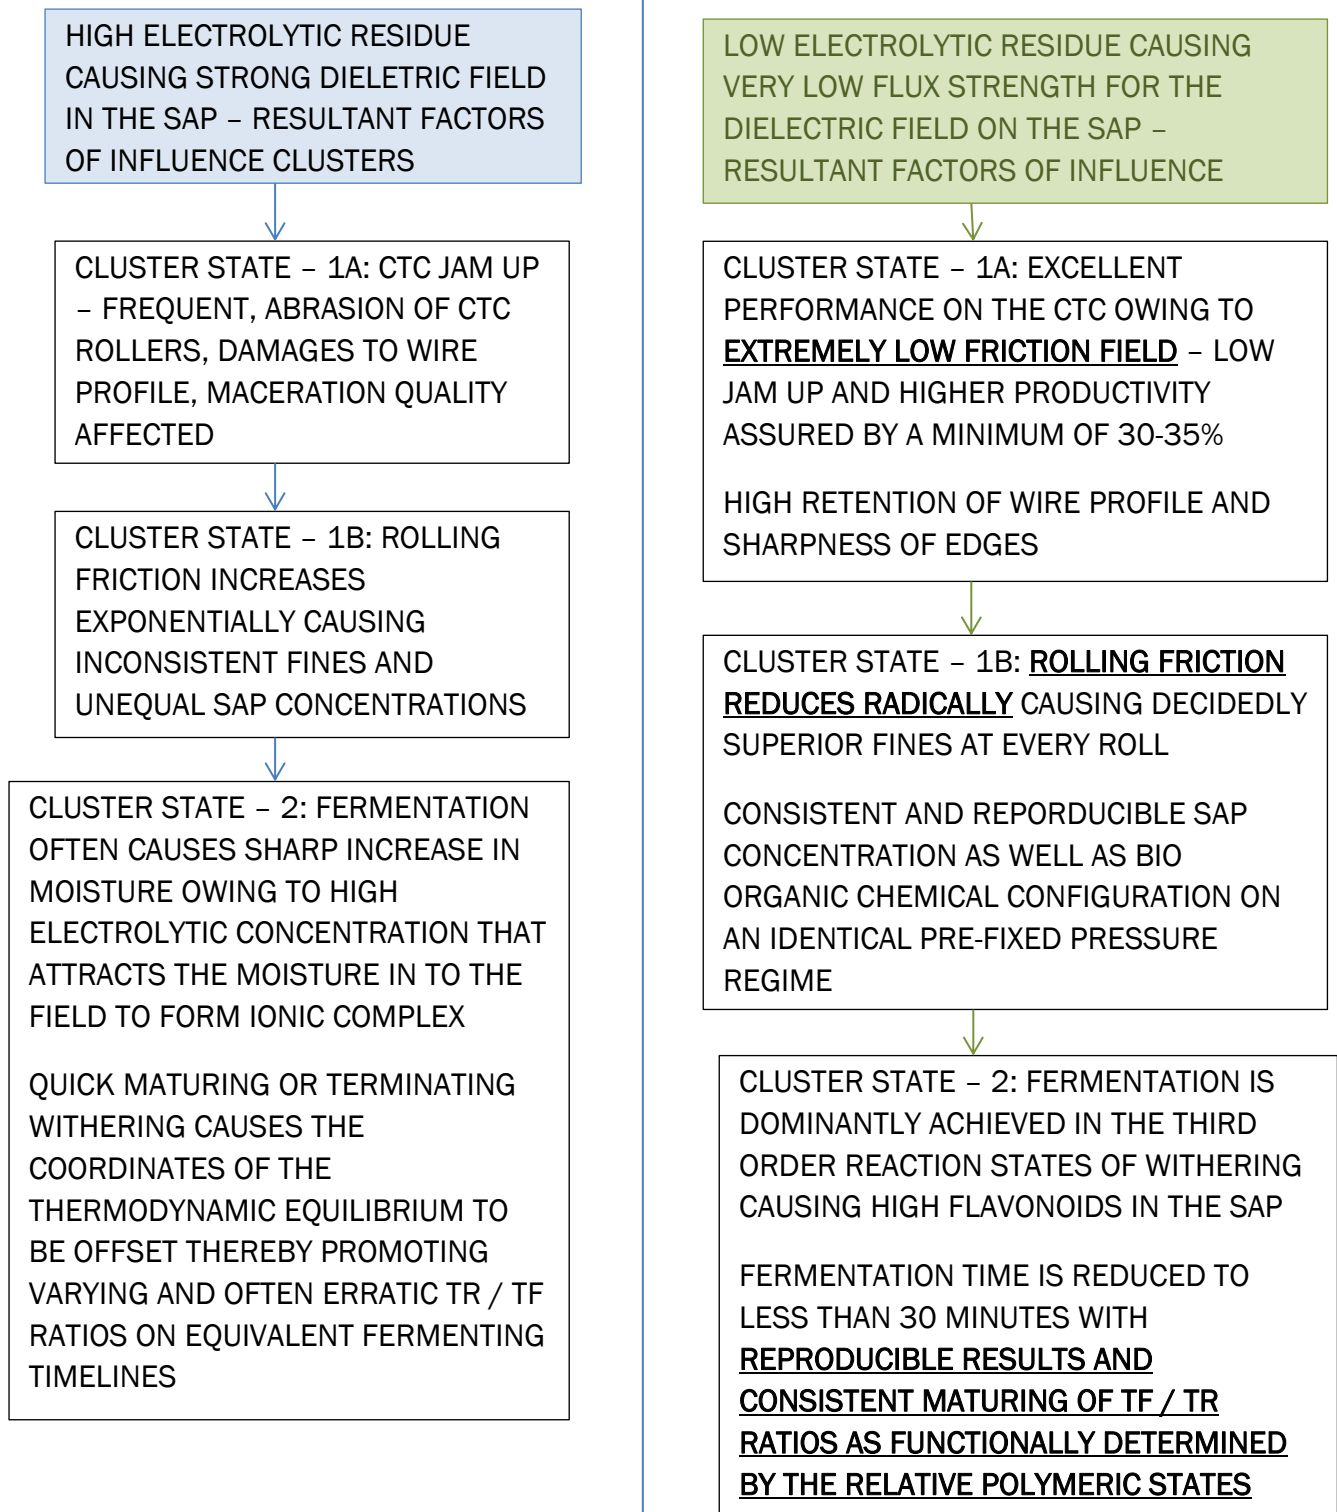 HIGH ELECTROLYTIC RESIDUE
CAUSING STRONG DIELETRIC FIELD
IN THE SAP – RESULTANT FACTORS
OF INFLUENCE CLUSTERS
CLUSTER STATE – 1A: CTC JAM UP
– FREQUENT, ABRASION OF CTC
ROLLERS, DAMAGES TO WIRE
PROFILE, MACERATION QUALITY
AFFECTED
CLUSTER STATE – 1B: ROLLING
FRICTION INCREASES
EXPONENTIALLY CAUSING
INCONSISTENT FINES AND
UNEQUAL SAP CONCENTRATIONS
CLUSTER STATE – 2: FERMENTATION
OFTEN CAUSES SHARP INCREASE IN
MOISTURE OWING TO HIGH
ELECTROLYTIC CONCENTRATION THAT
ATTRACTS THE MOISTURE IN TO THE
FIELD TO FORM IONIC COMPLEX
QUICK MATURING OR TERMINATING
WITHERING CAUSES THE
COORDINATES OF THE
THERMODYNAMIC EQUILIBRIUM TO
BE OFFSET THEREBY PROMOTING
VARYING AND OFTEN ERRATIC TR / TF
RATIOS ON EQUIVALENT FERMENTING
TIMELINES
LOW ELECTROLYTIC RESIDUE CAUSING
VERY LOW FLUX STRENGTH FOR THE
DIELECTRIC FIELD ON THE SAP –
RESULTANT FACTORS OF INFLUENCE
CLUSTER STATE – 1A: EXCELLENT
PERFORMANCE ON THE CTC OWING TO
EXTREMELY LOW FRICTION FIELD – LOW
JAM UP AND HIGHER PRODUCTIVITY
ASSURED BY A MINIMUM OF 30-35%
HIGH RETENTION OF WIRE PROFILE AND
SHARPNESS OF EDGES
CLUSTER STATE – 1B: ROLLING FRICTION
REDUCES RADICALLY CAUSING DECIDEDLY
SUPERIOR FINES AT EVERY ROLL
CONSISTENT AND REPORDUCIBLE SAP
CONCENTRATION AS WELL AS BIO
ORGANIC CHEMICAL CONFIGURATION ON
AN IDENTICAL PRE-FIXED PRESSURE
REGIME
CLUSTER STATE – 2: FERMENTATION IS
DOMINANTLY ACHIEVED IN THE THIRD
ORDER REACTION STATES OF WITHERING
CAUSING HIGH FLAVONOIDS IN THE SAP
FERMENTATION TIME IS REDUCED TO
LESS THAN 30 MINUTES WITH
REPRODUCIBLE RESULTS AND
CONSISTENT MATURING OF TF / TR
RATIOS AS FUNCTIONALLY DETERMINED
BY THE RELATIVE POLYMERIC STATES